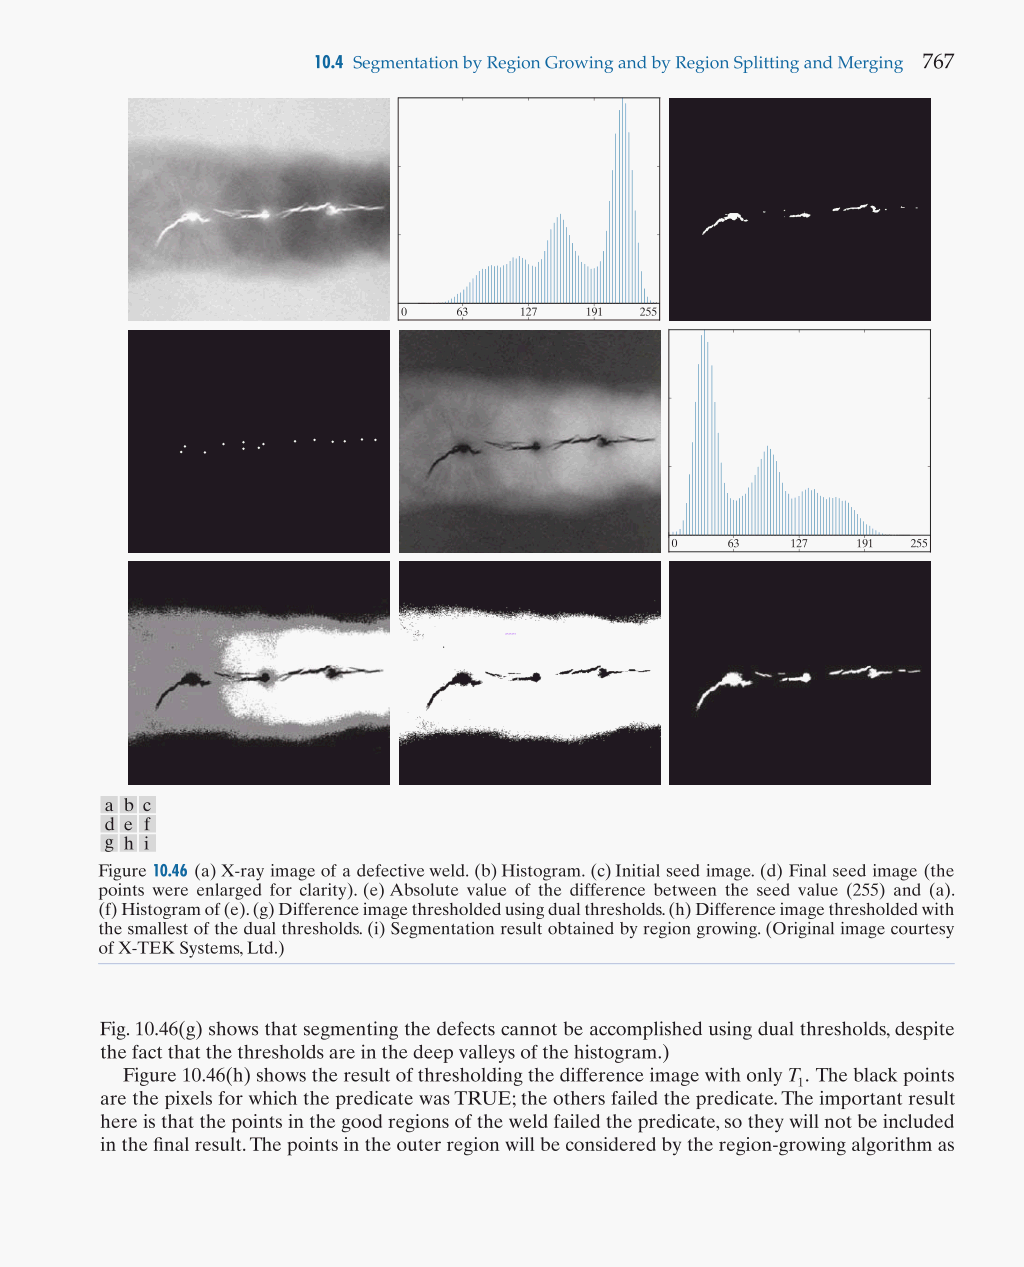 10.4 Segmentation by Region Growing and by Region Splitting and Merging 767
0 63 127 191 255
0 63 127 191 255
a b c
d e f
g h i
Figure 10.46 (a) X-ray image of a defective weld. (b) Histogram. (c) Initial seed image. (d) Final seed image (the
points were enlarged for clarity). (e) Absolute value of the difference between the seed value (255) and (a).
(f) Histogram of (e). (g) Difference image thresholded using dual thresholds. (h) Difference image thresholded with
the smallest of the dual thresholds. (i) Segmentation result obtained by region growing. (Original image courtesy
of X-TEK Systems, Ltd.)
Fig. 10.46(g) shows that segmenting the defects cannot be accomplished using dual thresholds, despite
the fact that the thresholds are in the deep valleys of the histogram.)
Figure 10.46(h) shows the result of thresholding the difference image with only T₁. The black points
are the pixels for which the predicate was TRUE; the others failed the predicate. The important result
here is that the points in the good regions of the weld failed the predicate, so they will not be included
in the final result. The points in the outer region will be considered by the region-growing algorithm as